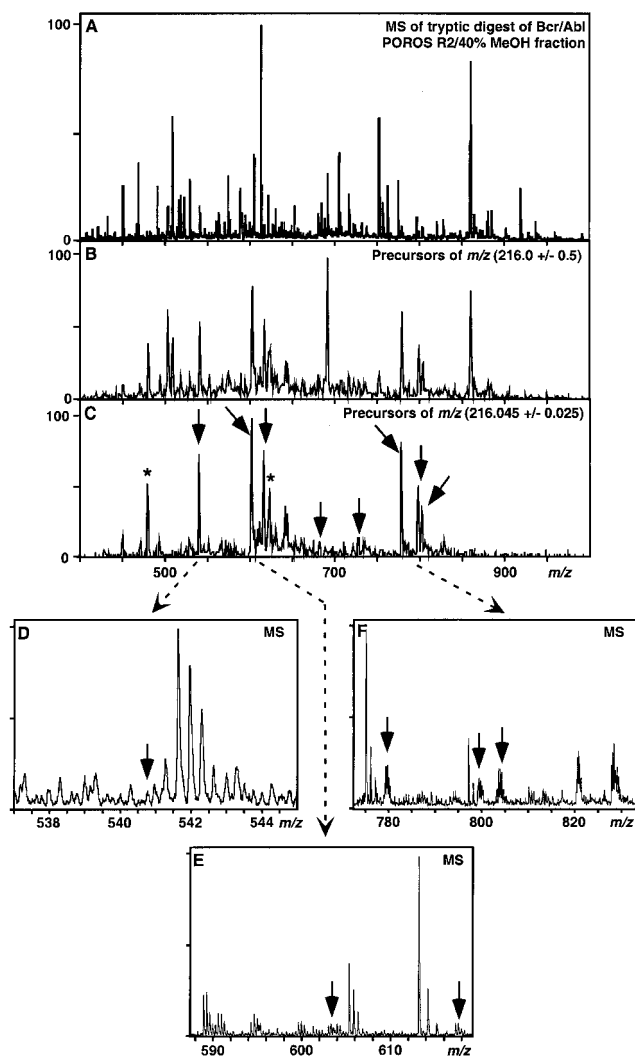 A
MS of tryptic digest of Bcr/Abl
POROS R2/40% MeOH fraction
100
0
B
Precursors of m/z (216.0 +/- 0.5)
100
0
C
Precursors of m/z (216.045 +/- 0.025)
100
* *
0
500 700 900 m/z
D MS
538 540 542 544 m/z
F MS
780 800 820 m/z
E MS
590 600 610 m/z